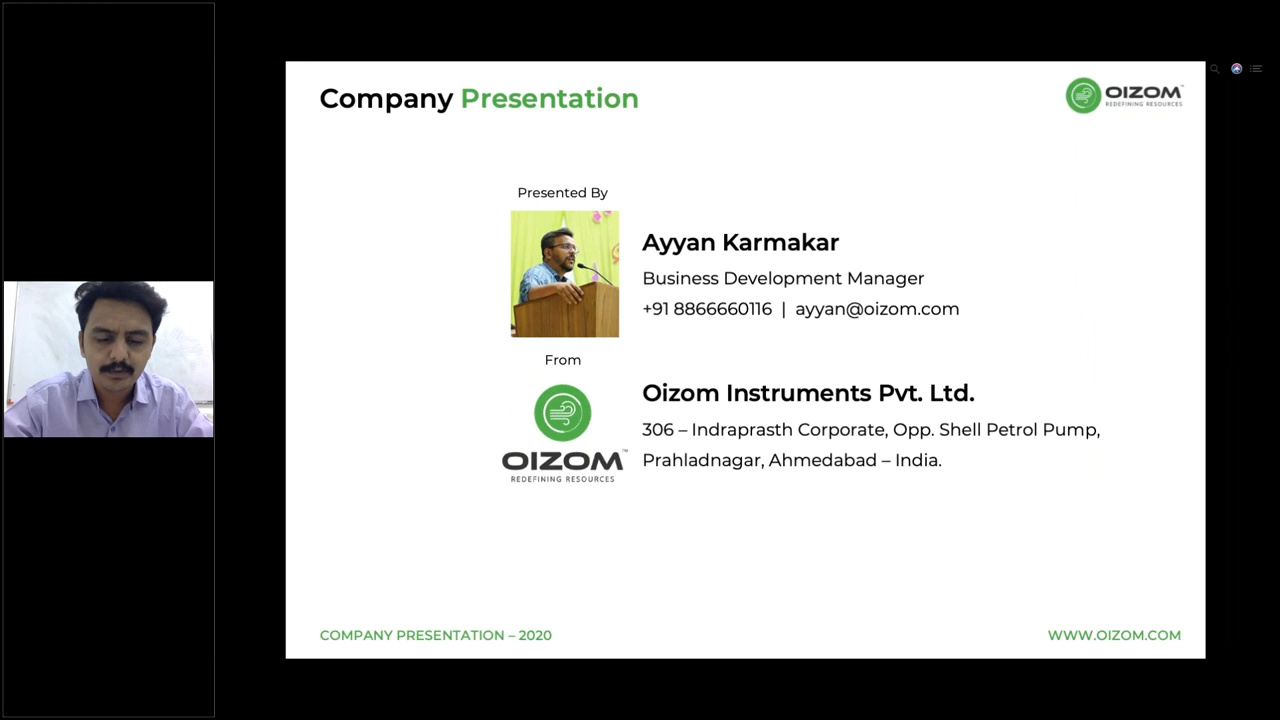 Company Presentation
OIZOM™
REDEFINING RESOURCES
Presented By
Ayyan Karmakar
Business Development Manager
+91 8866660116 | ayyan@oizom.com
From
Oizom Instruments Pvt. Ltd.
306 – Indraprasth Corporate, Opp. Shell Petrol Pump,
Prahladnagar, Ahmedabad – India.
OIZOM™
REDEFINING RESOURCES
COMPANY PRESENTATION – 2020
WWW.OIZOM.COM